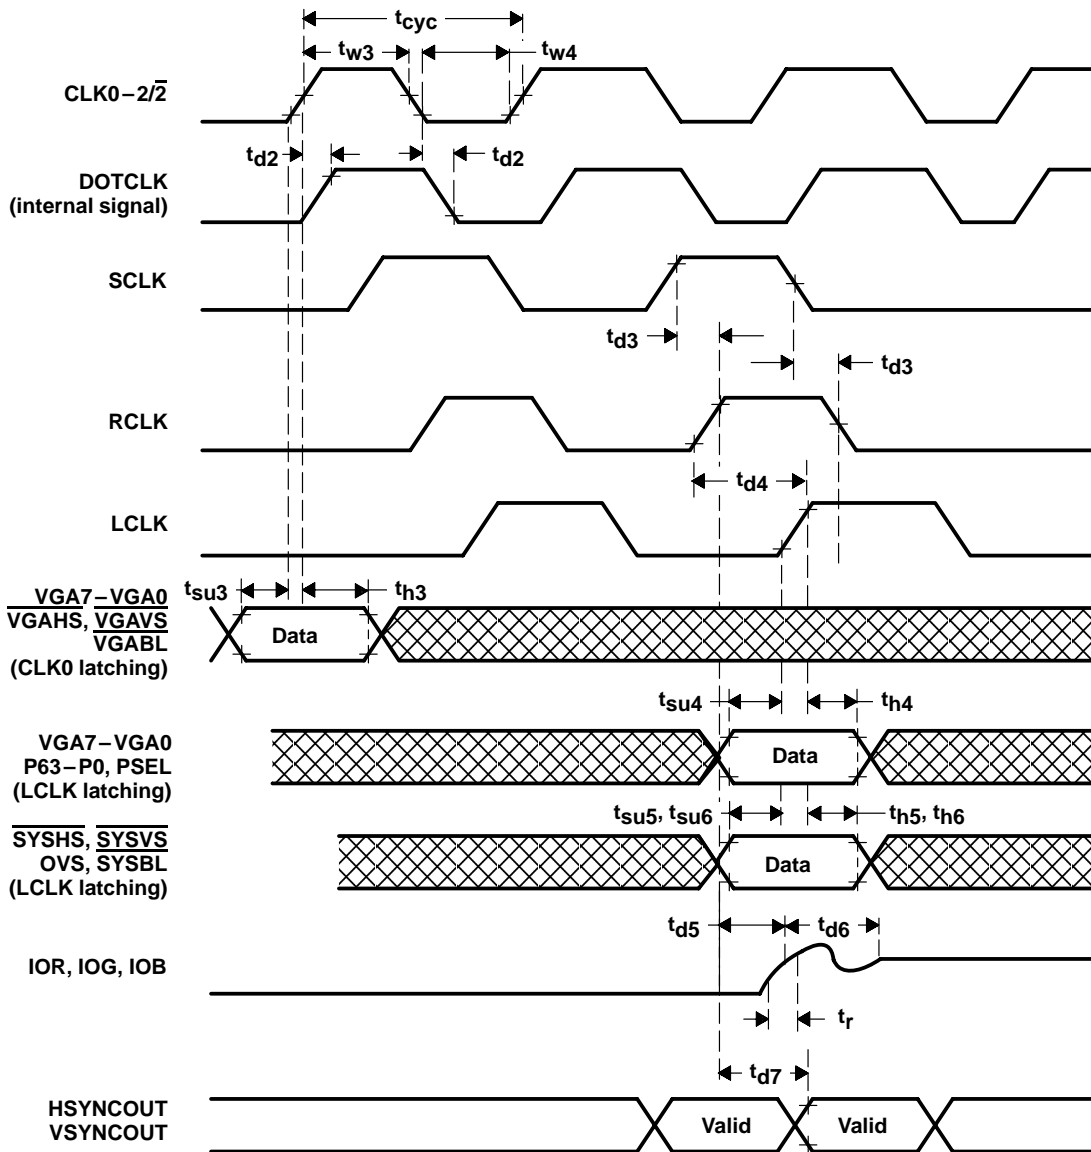 tcyc
tw3
tw4
CLK0–2/2̅
td2
td2
DOTCLK
(internal signal)
SCLK
td3
td3
RCLK
td4
LCLK
tsu3
th3
VGA7–VGA0
VGAHS, VGAVS
VGABL
(CLK0 latching)
Data
tsu4
th4
VGA7–VGA0
P63–P0, PSEL
(LCLK latching)
Data
tsu5, tsu6
th5, th6
SYSHS, SYSVS
OVS, SYSBL
(LCLK latching)
Data
td5
td6
IOR, IOG, IOB
tr
td7
HSYNCOUT
VSYNCOUT
Valid
Valid